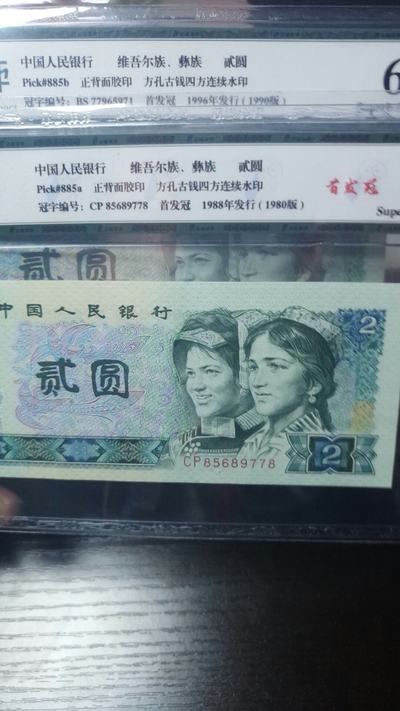 师
中国人民银行 维吾尔族、彝族 贰圆
Pick#885b 正背面胶印 方孔古钱四方连续水印
冠字编号: BS 77965971 首发冠 1996年发行 (1990版)
6
中国人民银行 维吾尔族、彝族 贰圆
Pick#885a 正背面胶印 方孔古钱四方连续水印
冠字编号: CP 85689778 首发冠 1988年发行 (1980版)
首发冠
Supe
贰圆
中国人民银行
2
贰圆
2
CP85689778